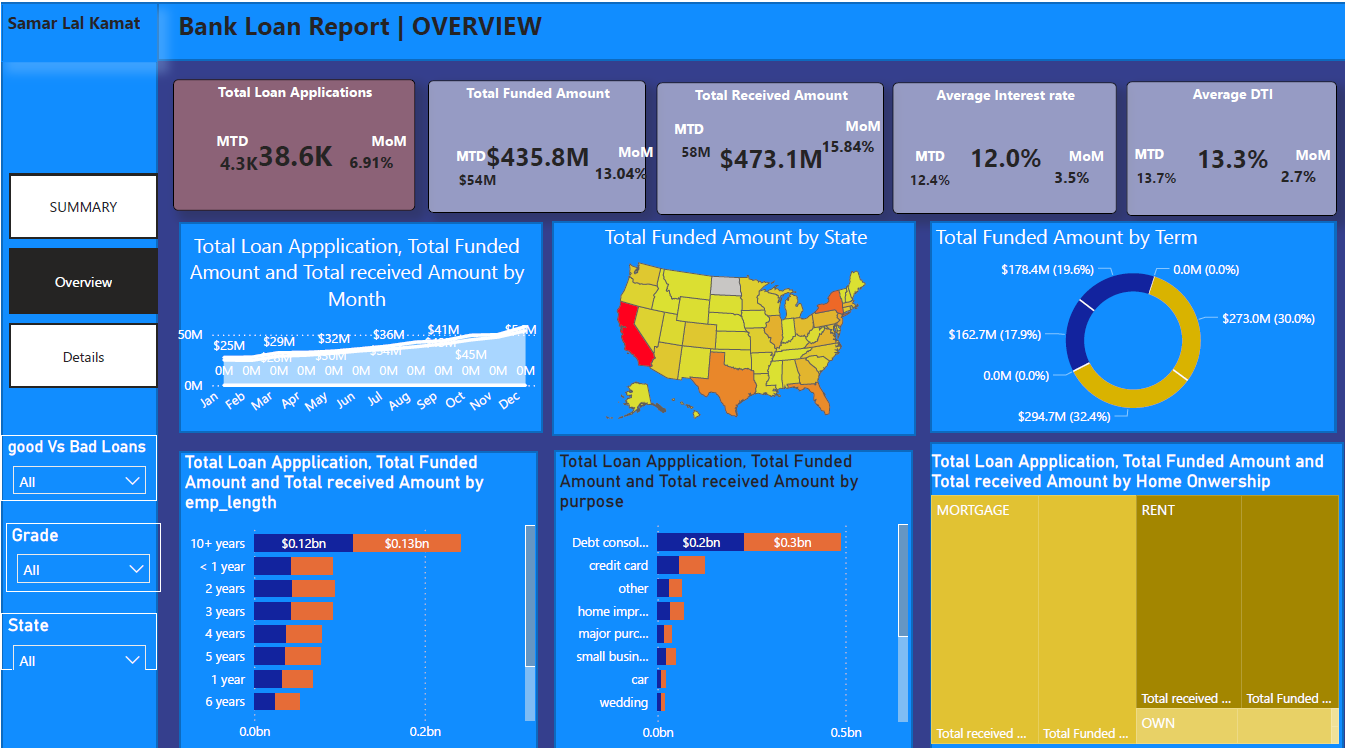 Samar Lal Kamat
Bank Loan Report | OVERVIEW
Total Loan Applications
MTD
4.3K
38.6K
MoM
6.91%
Total Funded Amount
MTD
$54M
$435.8M
MoM
13.04%
Total Received Amount
MTD
58M
$473.1M
MoM
15.84%
Average Interest rate
MTD
12.4%
12.0%
MoM
3.5%
Average DTI
MTD
13.7%
13.3%
MoM
2.7%
SUMMARY
Overview
Details
good Vs Bad Loans
All
Grade
All
State
All
Total Loan Appplication, Total Funded
Amount and Total received Amount by
Month
50M
0M
$25M
$29M
$32M
$36M
$41M
$45M
0M 0M 0M 0M 0M 0M 0M 0M 0M 0M 0M 0M
Jan Feb Mar Apr May Jun Jul Aug Sep Oct Nov Dec
Total Funded Amount by State
Total Funded Amount by Term
$178.4M (19.6%)
0.0M (0.0%)
$273.0M (30.0%)
$162.7M (17.9%)
0.0M (0.0%)
$294.7M (32.4%)
Total Loan Appplication, Total Funded
Amount and Total received Amount by
emp_length
10+ years
$0.12bn
$0.13bn
< 1 year
2 years
3 years
4 years
5 years
1 year
6 years
0.0bn
0.2bn
Total Loan Appplication, Total Funded
Amount and Total received Amount by
purpose
Debt consol...
$0.2bn
$0.3bn
credit card
other
home impr...
major purc...
small busin...
car
wedding
0.0bn
0.5bn
Total Loan Appplication, Total Funded Amount and
Total received Amount by Home Onwership
MORTGAGE
Total received ...
Total Funded ...
RENT
Total received ...
Total Funded ...
OWN